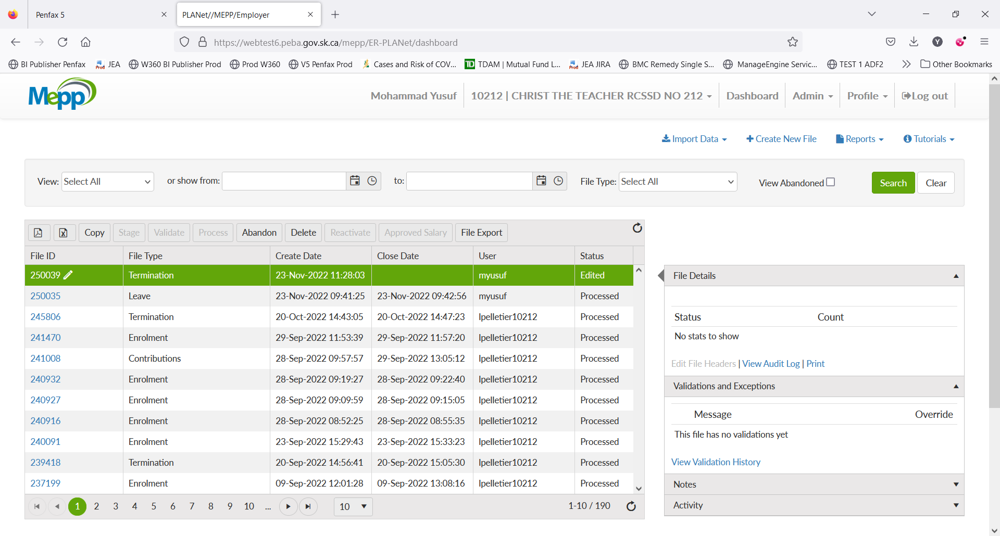 Penfax 5
PLANet//MEPP/Employer
https://webtest6.peba.gov.sk.ca/mepp/ER-PLANet/dashboard
Y
BI Publisher Penfax JEA W360 BI Publisher Prod Prod W360 V5 Penfax Prod Cases and Risk of COV... TD TDAM | Mutual Fund L... JEA JIRA BMC Remedy Single S... ManageEngine Servic... TEST 1 ADF2 Other Bookmarks
Mepp
Mohammad Yusuf 10212 | CHRIST THE TEACHER RCSSD NO 212 Dashboard Admin Profile Log out
Import Data Create New File Reports Tutorials
View: Select All or show from: to: File Type: Select All View Abandoned Search Clear
Copy Stage Validate Process Abandon Delete Reactivate Approved Salary File Export
File ID File Type Create Date Close Date User Status
250039 Termination 23-Nov-2022 11:28:03 myusuf Edited
250035 Leave 23-Nov-2022 09:41:25 23-Nov-2022 09:42:56 myusuf Processed
245806 Termination 20-Oct-2022 14:43:05 20-Oct-2022 14:47:23 lpelletier10212 Processed
241470 Enrolment 29-Sep-2022 11:53:39 29-Sep-2022 11:57:20 lpelletier10212 Processed
241008 Contributions 28-Sep-2022 09:57:57 29-Sep-2022 13:05:12 lpelletier10212 Processed
240932 Enrolment 28-Sep-2022 09:19:27 28-Sep-2022 09:22:40 lpelletier10212 Processed
240927 Enrolment 28-Sep-2022 09:09:59 28-Sep-2022 09:15:05 lpelletier10212 Processed
240916 Enrolment 28-Sep-2022 08:52:25 28-Sep-2022 08:55:35 lpelletier10212 Processed
240091 Enrolment 23-Sep-2022 15:29:43 23-Sep-2022 15:33:23 lpelletier10212 Processed
239418 Termination 20-Sep-2022 14:56:41 20-Sep-2022 15:05:30 lpelletier10212 Processed
237199 Enrolment 09-Sep-2022 12:01:28 09-Sep-2022 13:08:16 lpelletier10212 Processed
1 2 3 4 5 6 7 8 9 10 ... 10 1-10 / 190
File Details
Status Count
No stats to show
Edit File Headers | View Audit Log | Print
Validations and Exceptions
Message Override
This file has no validations yet
View Validation History
Notes
Activity